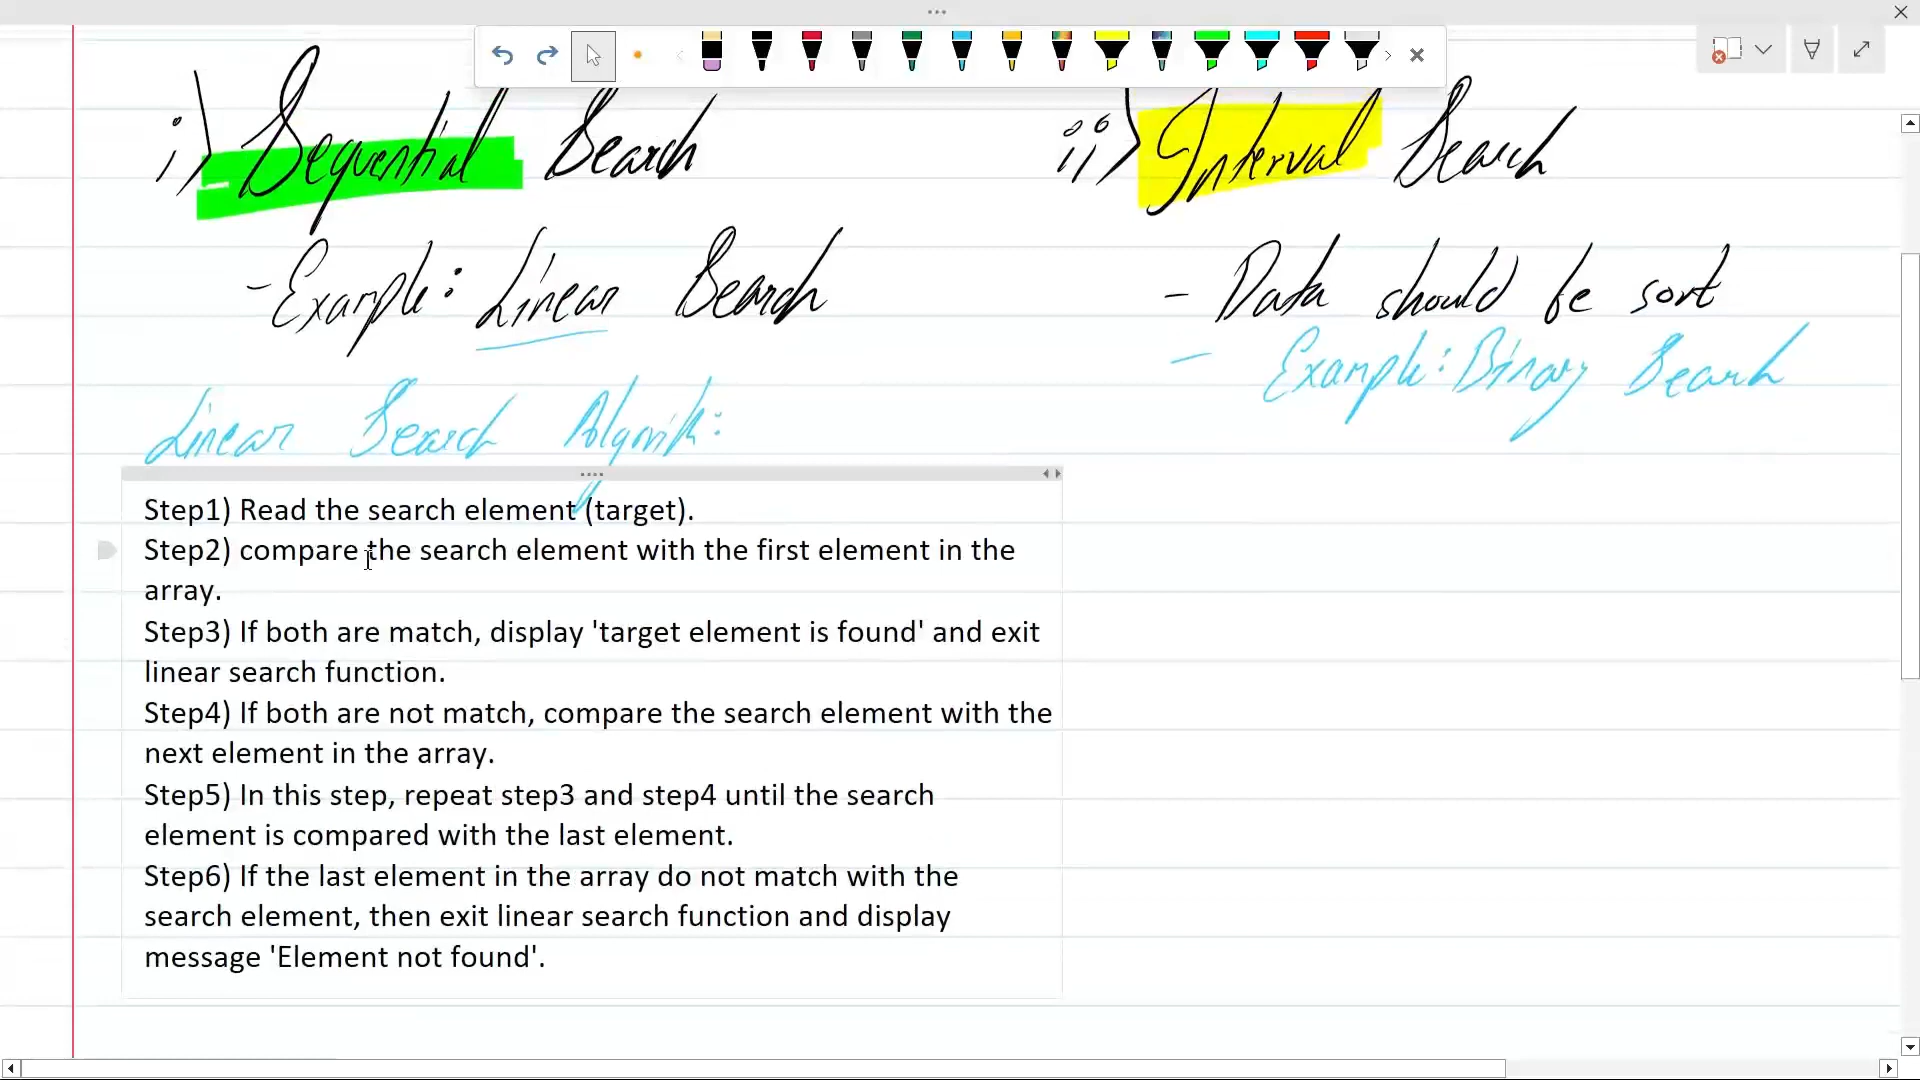 i) Sequential Search
ii) Interval Search
- Example: Linear Search
- Data should be sort
- Example: Binary Search
Linear Search Algorith:
Step1) Read the search element (target).
Step2) compare the search element with the first element in the
array.
Step3) If both are match, display 'target element is found' and exit
linear search function.
Step4) If both are not match, compare the search element with the
next element in the array.
Step5) In this step, repeat step3 and step4 until the search
element is compared with the last element.
Step6) If the last element in the array do not match with the
search element, then exit linear search function and display
message 'Element not found'.